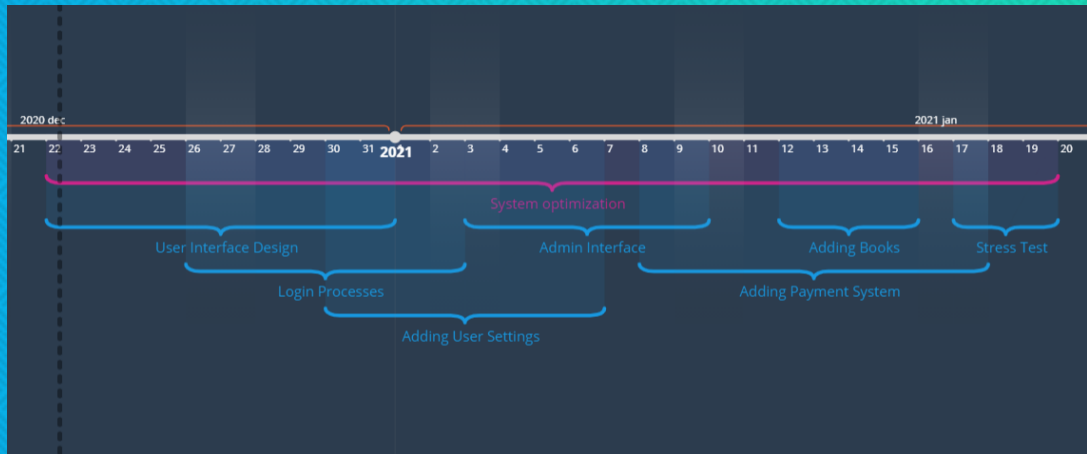 2020 dec
2021 jan
21 22 23 24 25 26 27 28 29 30 31 2021 2 3 4 5 6 7 8 9 10 11 12 13 14 15 16 17 18 19 20
System optimization
User Interface Design Admin Interface Adding Books Stress Test
Login Processes Adding Payment System
Adding User Settings